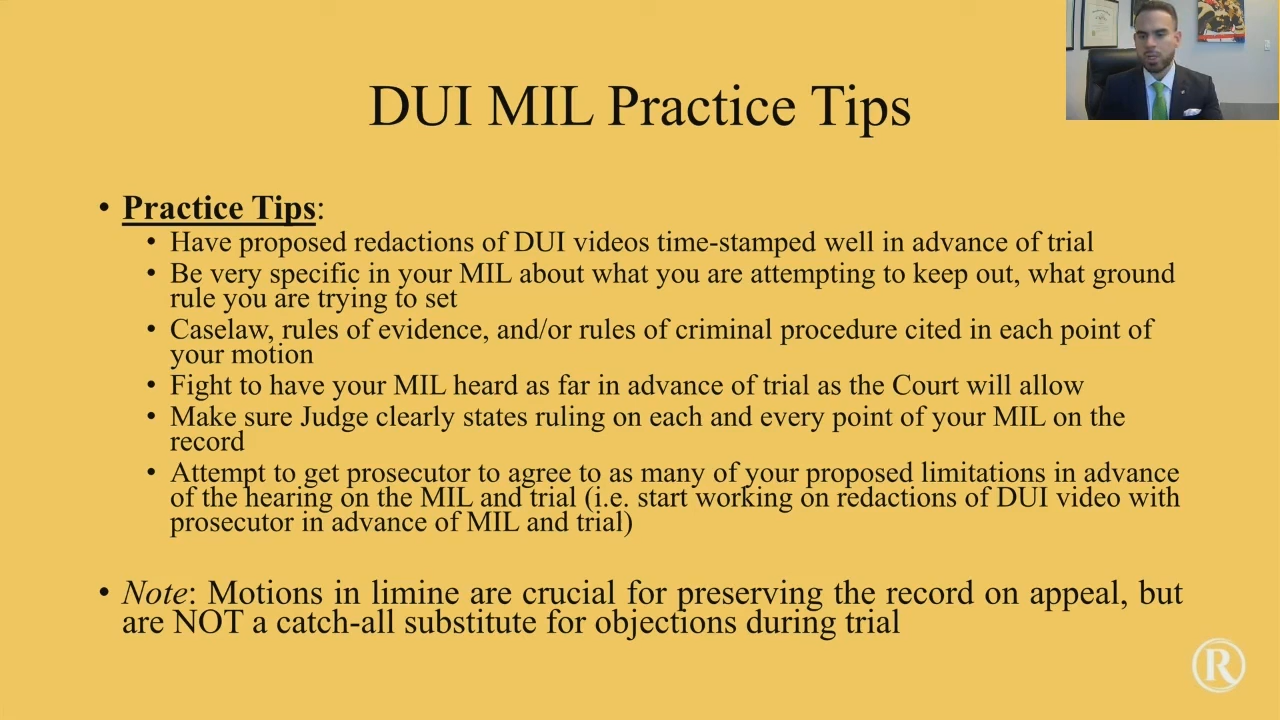 DUI MIL Practice Tips
• Practice Tips:
• Have proposed redactions of DUI videos time-stamped well in advance of trial
• Be very specific in your MIL about what you are attempting to keep out, what ground
rule you are trying to set
• Caselaw, rules of evidence, and/or rules of criminal procedure cited in each point of
your motion
• Fight to have your MIL heard as far in advance of trial as the Court will allow
• Make sure Judge clearly states ruling on each and every point of your MIL on the
record
• Attempt to get prosecutor to agree to as many of your proposed limitations in advance
of the hearing on the MIL and trial (i.e. start working on redactions of DUI video with
prosecutor in advance of MIL and trial)
• Note: Motions in limine are crucial for preserving the record on appeal, but
are NOT a catch-all substitute for objections during trial
R